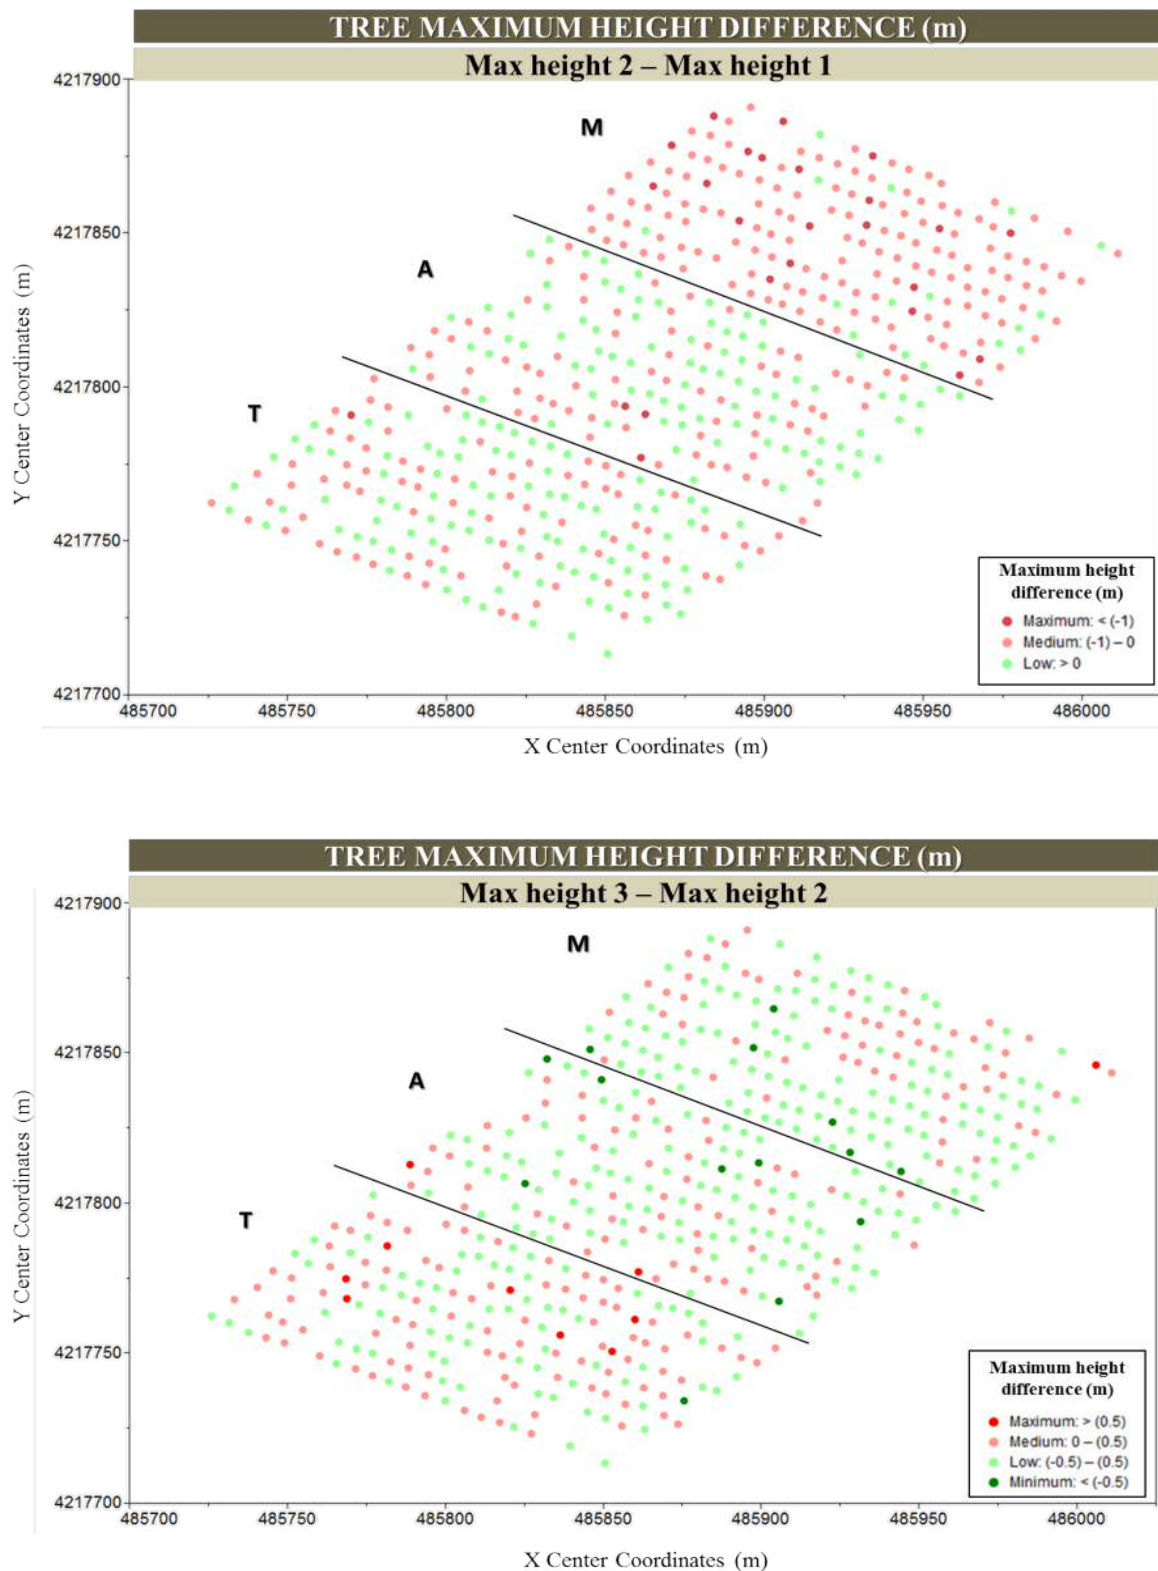 TREE MAXIMUM HEIGHT DIFFERENCE (m)
Max height 2 – Max height 1
4217900
4217850
4217800
4217750
4217700
Y Center Coordinates (m)
M
A
T
Maximum height
difference (m)
Maximum: < (-1)
Medium: (-1) – 0
Low: > 0
485700 485750 485800 485850 485900 485950 486000
X Center Coordinates (m)
TREE MAXIMUM HEIGHT DIFFERENCE (m)
Max height 3 – Max height 2
4217900
4217850
4217800
4217750
4217700
Y Center Coordinates (m)
M
A
T
Maximum height
difference (m)
Maximum: > (0.5)
Medium: 0 – (0.5)
Low: (-0.5) – (0.5)
Minimum: < (-0.5)
485700 485750 485800 485850 485900 485950 486000
X Center Coordinates (m)